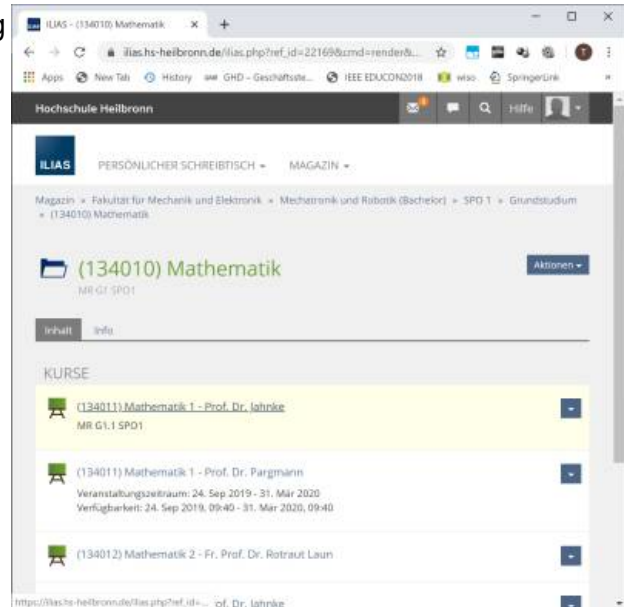 g
ILIAS - (134010) Mathematik
ilias.hs-heilbronn.de/ilias.php?ref_id=22169&cmd=render&...
Apps New Tab History GHD - Geschäftsste... IEEE EDUCON2018 wiso SpringerLink »
Hochschule Heilbronn Hilfe
ILIAS PERSÖNLICHER SCHREIBTISCH MAGAZIN
Magazin » Fakultät für Mechanik und Elektronik » Mechatronik und Robotik (Bachelor) » SPO 1 » Grundstudium
» (134010) Mathematik
(134010) Mathematik Aktionen
MR G1 SPO1
Inhalt Info
KURSE
(134011) Mathematik 1 - Prof. Dr. Jahnke
MR G1.1 SPO1
(134011) Mathematik 1 - Prof. Dr. Pargmann
Veranstaltungszeitraum: 24. Sep 2019 - 31. Mär 2020
Verfügbarkeit: 24. Sep 2019, 09:40 - 31. Mär 2020, 09:40
(134012) Mathematik 2 - Fr. Prof. Dr. Rotraut Laun
https://ilias.hs-heilbronn.de/ilias.php?ref_id=... of. Dr. Jahnke